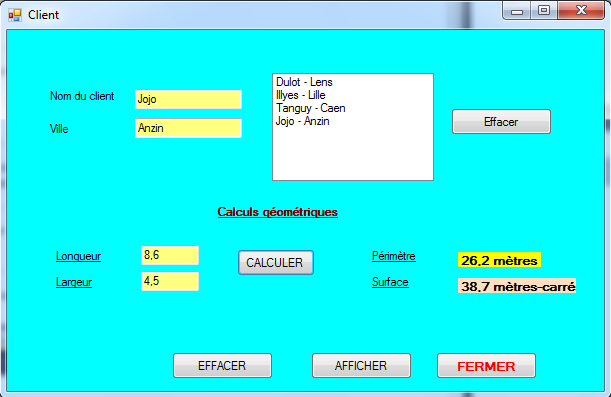 Client
Nom du client
Jojo
Ville
Anzin
Dulot - Lens
Illyes - Lille
Tanguy - Caen
Jojo - Anzin
Effacer
Calculs géométriques
Longueur
8,6
Largeur
4,5
CALCULER
Périmètre
26,2 mètres
Surface
38,7 mètres-carré
EFFACER
AFFICHER
FERMER